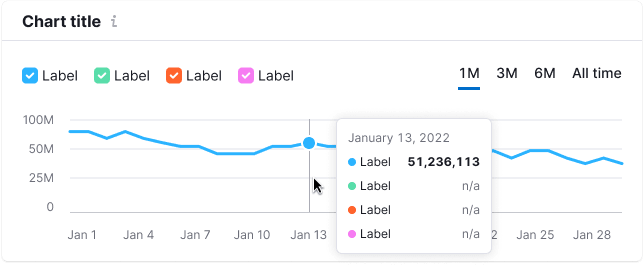 Chart title i
Label Label Label Label 1M 3M 6M All time
100M
50M
25M
0
January 13, 2022
Label 51,236,113
Label n/a
Label n/a
Label n/a
Jan 1 Jan 4 Jan 7 Jan 10 Jan 13 2 Jan 25 Jan 28